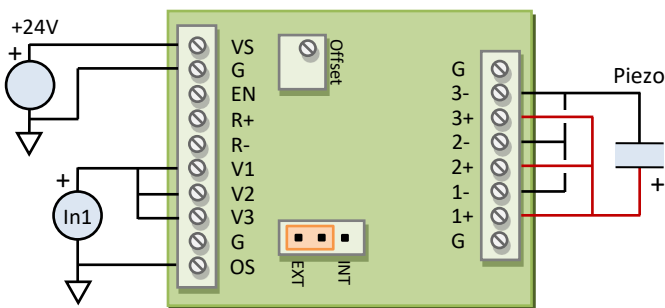 +24V
+
+
In1
VS
G
EN
R+
R-
V1
V2
V3
G
OS
Offset
EXT
INT
G
3-
3+
2-
2+
1-
1+
G
Piezo
+